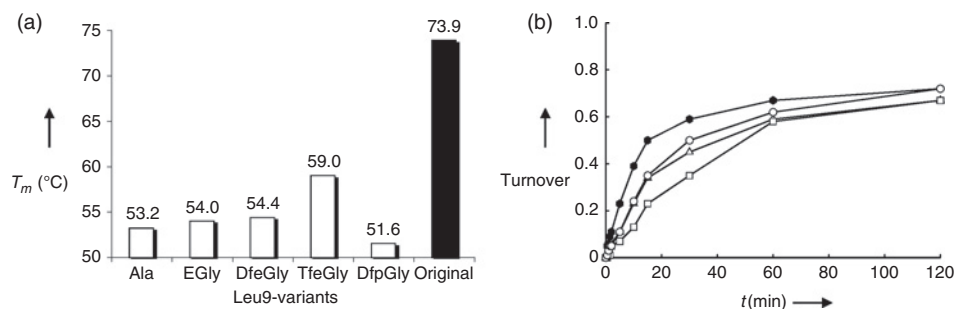 (a)
75
70
65
60
55
50
T_m (°C)
53.2
54.0
54.4
59.0
51.6
73.9
Ala EGly DfeGly TfeGly DfpGly Original
Leu9-variants
(b)
1.0
0.8
0.6
0.4
0.2
0
Turnover
0 20 40 60 80 100 120
t(min)